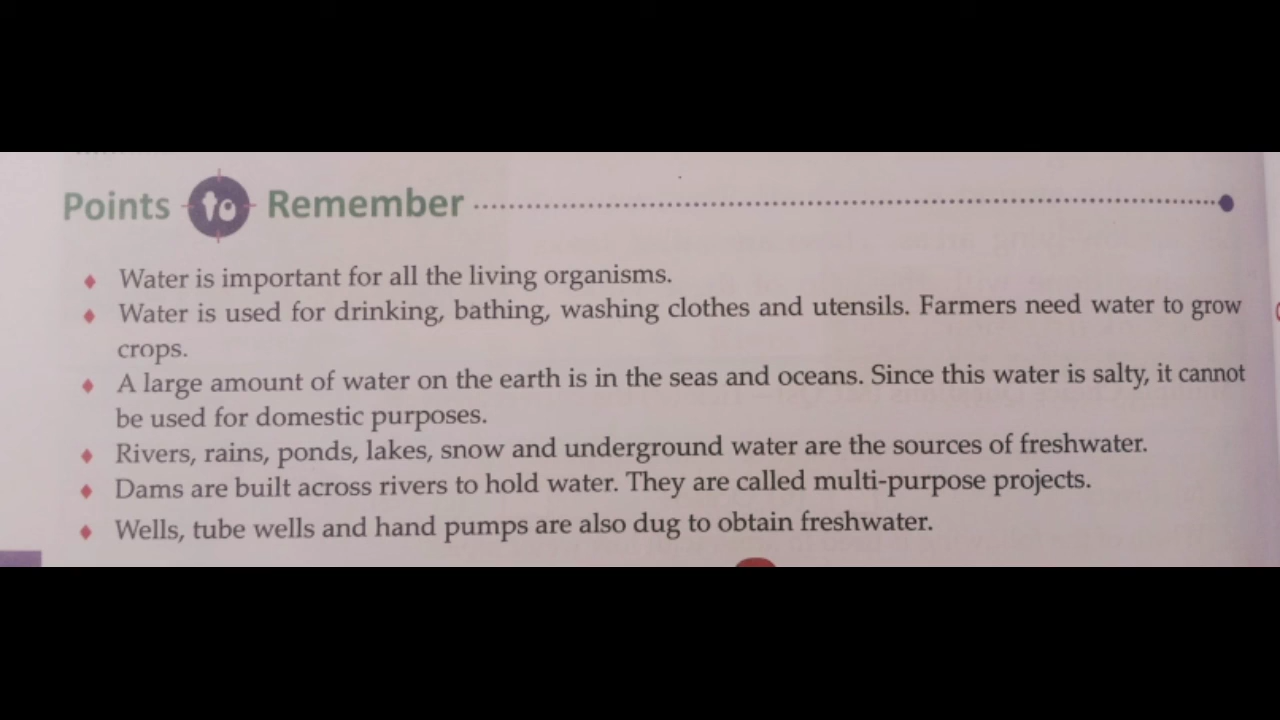 Points to Remember
Water is important for all the living organisms.
Water is used for drinking, bathing, washing clothes and utensils. Farmers need water to grow
crops.
A large amount of water on the earth is in the seas and oceans. Since this water is salty, it cannot
be used for domestic purposes.
Rivers, rains, ponds, lakes, snow and underground water are the sources of freshwater.
Dams are built across rivers to hold water. They are called multi-purpose projects.
Wells, tube wells and hand pumps are also dug to obtain freshwater.